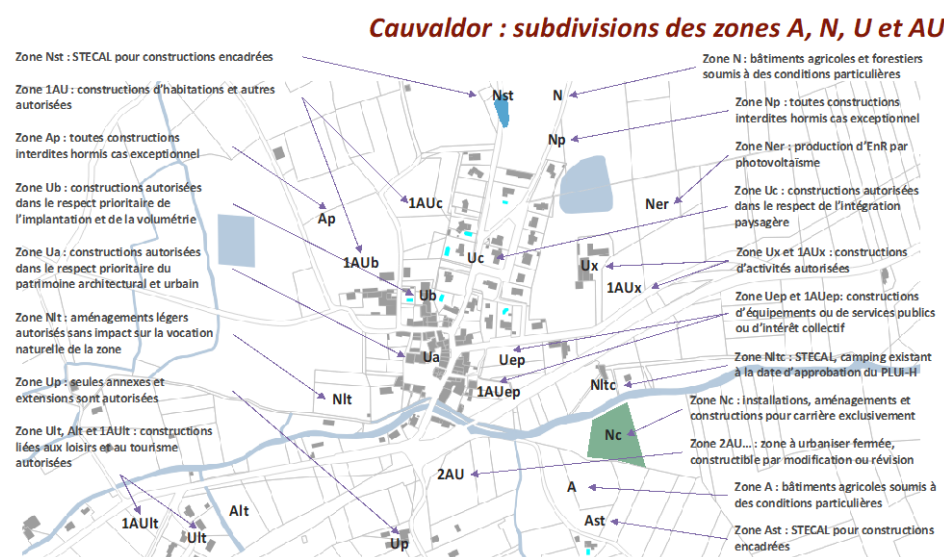 Cauvaldor : subdivisions des zones A, N, U et AU
Zone Nst : STECAL pour constructions encadrées
Zone 1AU : constructions d'habitations et autres
autorisées
Zone Ap : toutes constructions
interdites hormis cas exceptionnel
Zone Ub : constructions autorisées
dans le respect prioritaire de
l'implantation et de la volumétrie
Zone Ua : constructions autorisées
dans le respect prioritaire du
patrimoine architectural et urbain
Zone Nlt : aménagements légers
autorisés sans impact sur la vocation
naturelle de la zone
Zone Up : seules annexes et
extensions sont autorisées
Zone Ult, Alt et 1AUlt : constructions
liées aux loisirs et au tourisme
autorisées
Nst
N
Np
1AUc
Ap
Ner
Uc
1AUb
Ux
1AUx
Ub
Ua
Uep
1AUep
Nltc
Nlt
Nc
2AU
A
Alt
1AUlt
Ult
Up
Ast
Zone N : bâtiments agricoles et forestiers
soumis à des conditions particulières
Zone Np : toutes constructions
interdites hormis cas exceptionnel
Zone Ner : production d'EnR par
photovoltaïsme
Zone Uc : constructions autorisées
dans le respect de l'intégration
paysagère
Zone Ux et 1AUx : constructions
d'activités autorisées
Zone Uep et 1AUep: constructions
d'équipements ou de services publics
ou d'intérêt collectif
Zone Nltc : STECAL, camping existant
à la date d'approbation du PLUi-H
Zone Nc : installations, aménagements et
constructions pour carrière exclusivement
Zone 2AU... : zone à urbaniser fermée,
constructible par modification ou révision
Zone A : bâtiments agricoles soumis à
des conditions particulières
Zone Ast : STECAL pour constructions
encadrées